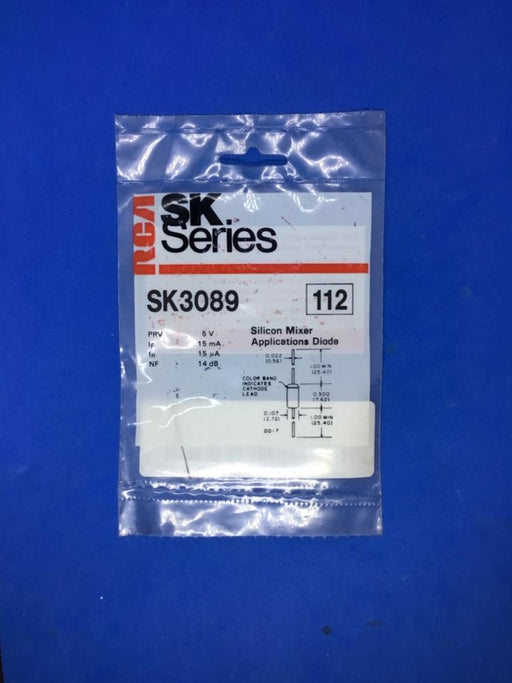 RCA
SK
Series
SK3089
112
PRV 5 V
IF 15 mA
IR 15 µA
NF 14 dB
Silicon Mixer
Applications Diode
0.022
(0.56)
1.00 MIN
(25.40)
COLOR BAND
INDICATES
CATHODE
LEAD
0.300
(7.62)
0.107
(2.72)
1.00 MIN
(25.40)
DO-7